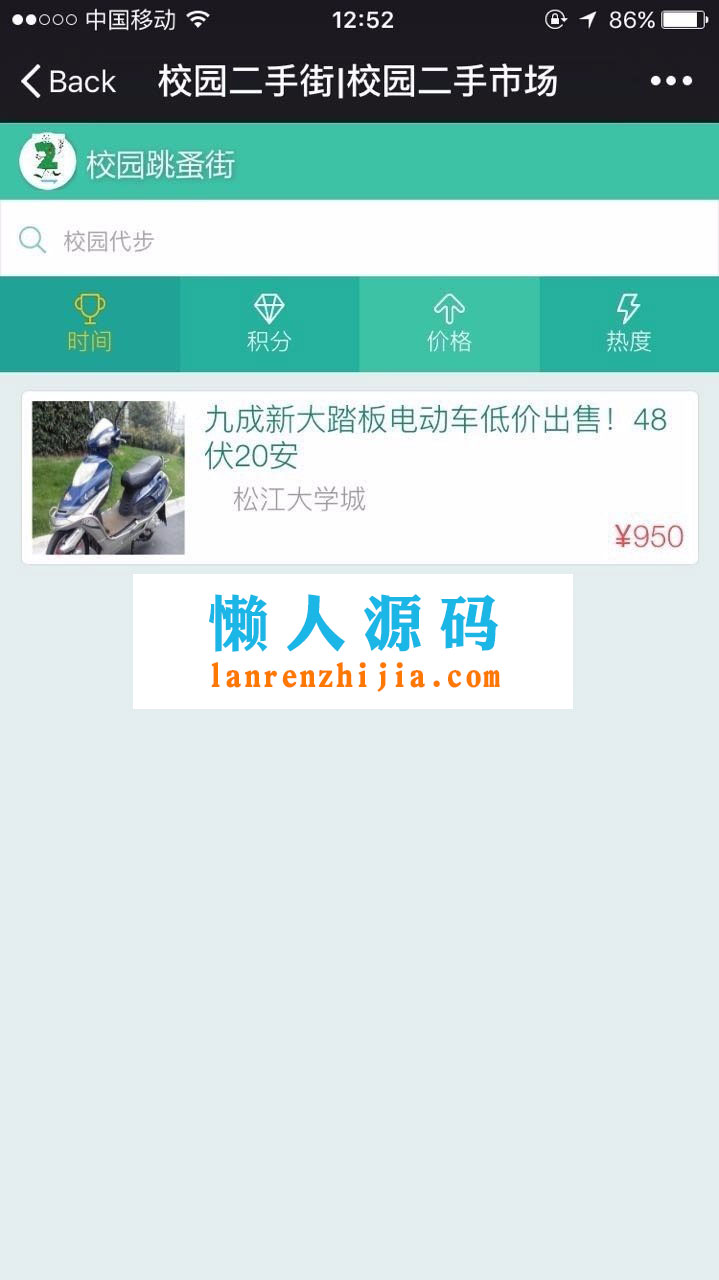 中国移动 12:52 86%
Back 校园二手街|校园二手市场
校园跳蚤街
校园代步
时间 积分 价格 热度
九成新大踏板电动车低价出售！48
伏20安
松江大学城
¥950
懒人源码
lanrenzhijia.com